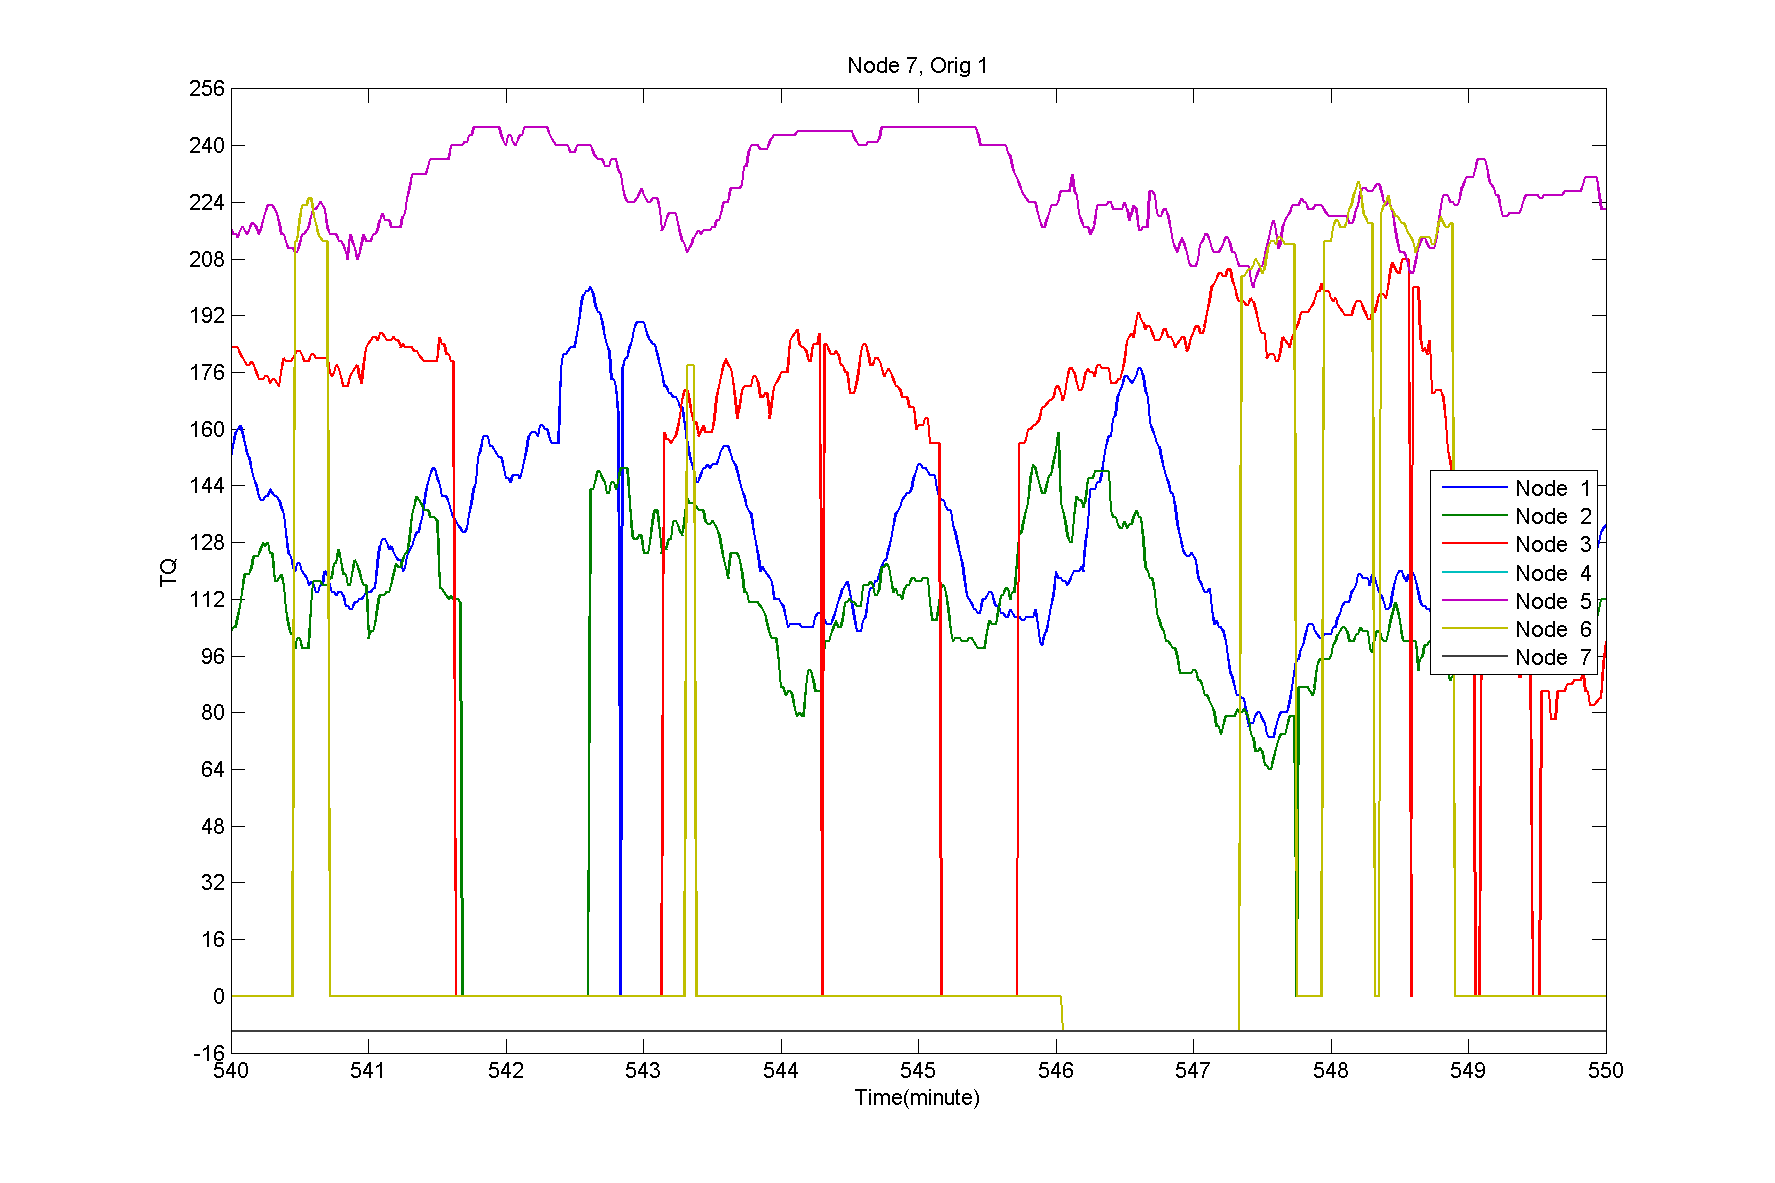 Node 7, Orig 1
256
240
224
208
192
176
160
144
128
112
96
80
64
48
32
16
0
-16
TQ
Node 1
Node 2
Node 3
Node 4
Node 5
Node 6
Node 7
540 541 542 543 544 545 546 547 548 549 550
Time(minute)